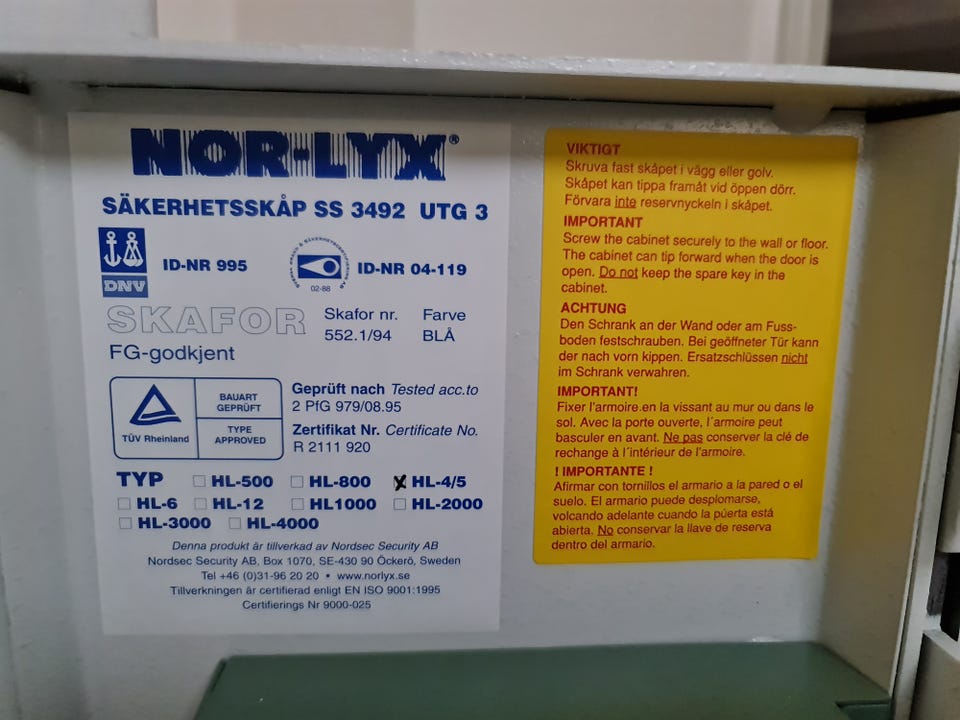 NOR-LYX®
SÄKERHETSSKÅP SS 3492 UTG 3
DNV
ID-NR 995
02-88
ID-NR 04-119
SKAFOR
Skafor nr.
552.1/94
Farve
BLÅ
FG-godkjent
TÜV Rheinland
BAUART
GEPRÜFT
TYPE
APPROVED
Geprüft nach Tested acc.to
2 PfG 979/08.95
Zertifikat Nr. Certificate No.
R 2111 920
TYP HL-500 HL-800 HL-4/5
HL-6 HL-12 HL1000 HL-2000
HL-3000 HL-4000
Denna produkt är tillverkad av Nordsec Security AB
Nordsec Security AB, Box 1070, SE-430 90 Öckerö, Sweden
Tel +46 (0)31-96 20 20 • www.norlyx.se
Tillverkningen är certifierad enligt EN ISO 9001:1995
Certifierings Nr 9000-025
VIKTIGT
Skruva fast skåpet i vägg eller golv.
Skåpet kan tippa framåt vid öppen dörr.
Förvara inte reservnyckeln i skåpet.
IMPORTANT
Screw the cabinet securely to the wall or floor.
The cabinet can tip forward when the door is
open. Do not keep the spare key in the
cabinet.
ACHTUNG
Den Schrank an der Wand oder am Fuss-
boden festschrauben. Bei geöffneter Tür kann
der nach vorn kippen. Ersatzschlüssen nicht
im Schrank verwahren.
IMPORTANT!
Fixer l'armoire.en la vissant au mur ou dans le
sol. Avec la porte ouverte, l´armoire peut
basculer en avant. Ne pas conserver la clé de
rechange à l´intérieur de l'armoire.
! IMPORTANTE !
Afirmar con tornillos el armario a la pared o el
suelo. El armario puede desplomarse,
volcando adelante cuando la púerta está
abierta. No conservar la llave de reserva
dentro del armario.